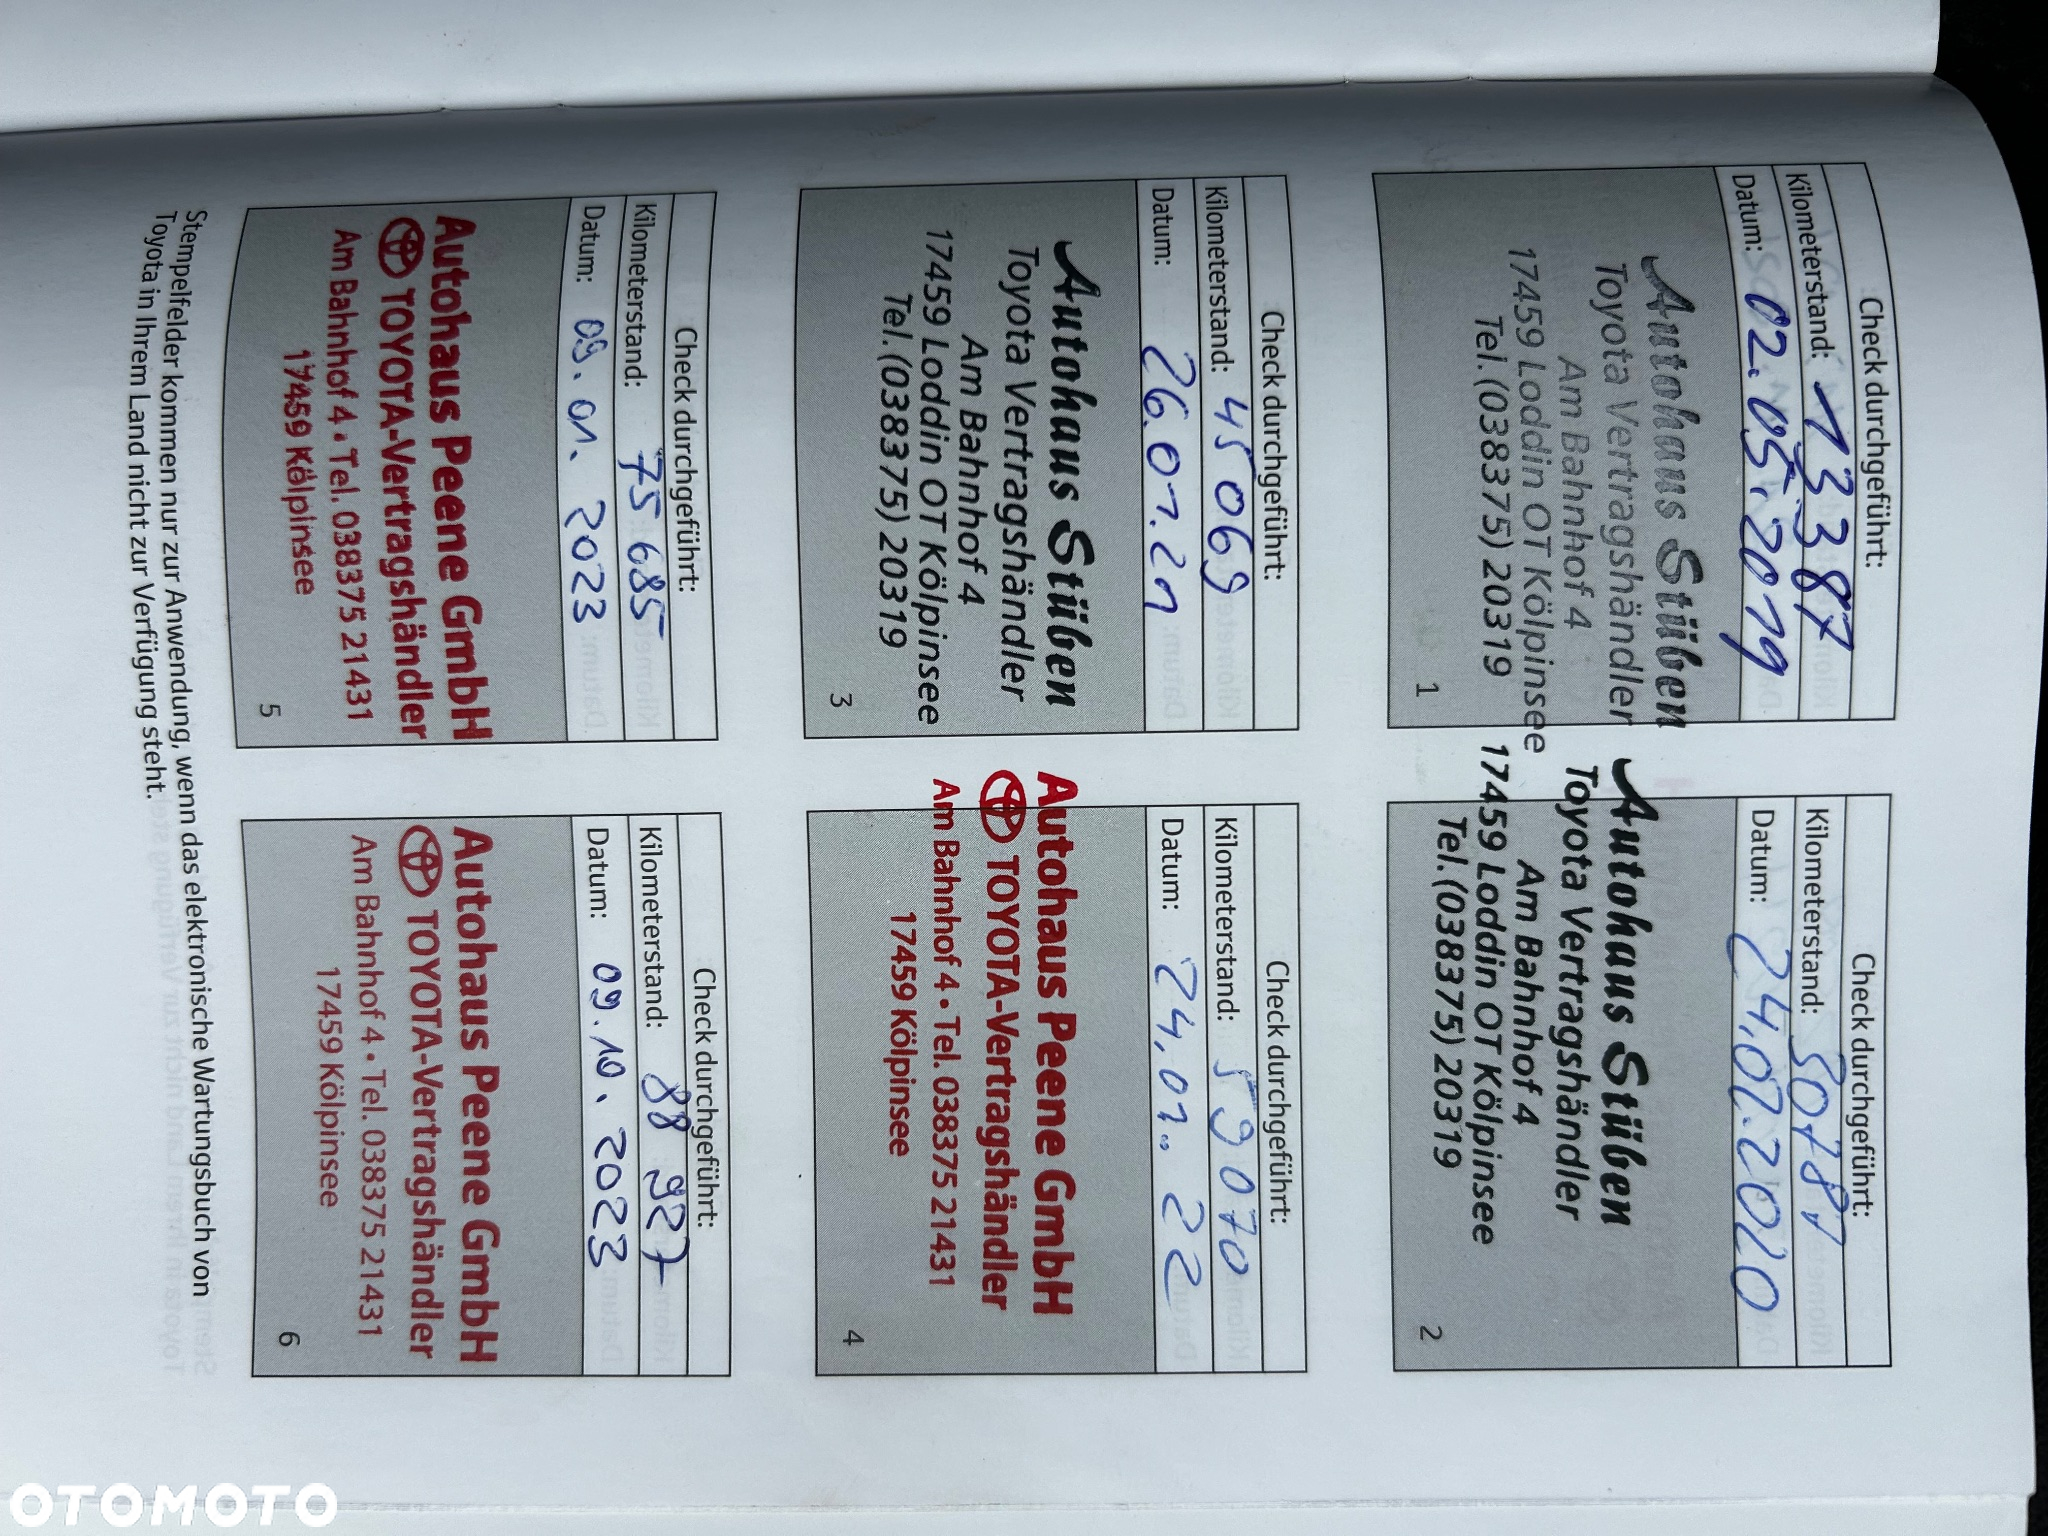 Check durchgeführt:
Kilometerstand: 13387
Datum: 02.05.2019
Autohaus Stüben
Toyota Vertragshändler
Am Bahnhof 4
17459 Loddin OT Kölpinsee
Tel. (038375) 20319
1
Check durchgeführt:
Kilometerstand: 30787
Datum: 24.02.2020
Autohaus Stüben
Toyota Vertragshändler
Am Bahnhof 4
17459 Loddin OT Kölpinsee
Tel. (038375) 20319
2
Check durchgeführt:
Kilometerstand: 45069
Datum: 26.01.21
Autohaus Stüben
Toyota Vertragshändler
Am Bahnhof 4
17459 Loddin OT Kölpinsee
Tel. (038375) 20319
3
Check durchgeführt:
Kilometerstand: 59070
Datum: 24.01.22
Autohaus Peene GmbH
TOYOTA-Vertragshändler
Am Bahnhof 4 • Tel. 038375 21431
17459 Kölpinsee
4
Check durchgeführt:
Kilometerstand: 75 685
Datum: 09.01.2023
Autohaus Peene GmbH
TOYOTA-Vertragshändler
Am Bahnhof 4 • Tel. 038375 21431
17459 Kölpinsee
5
Check durchgeführt:
Kilometerstand: 88 927
Datum: 09.10.2023
Autohaus Peene GmbH
TOYOTA-Vertragshändler
Am Bahnhof 4 • Tel. 038375 21431
17459 Kölpinsee
6
Stempelfelder kommen nur zur Anwendung, wenn das elektronische Wartungsbuch von
Toyota in Ihrem Land nicht zur Verfügung steht.
OTOMOTO